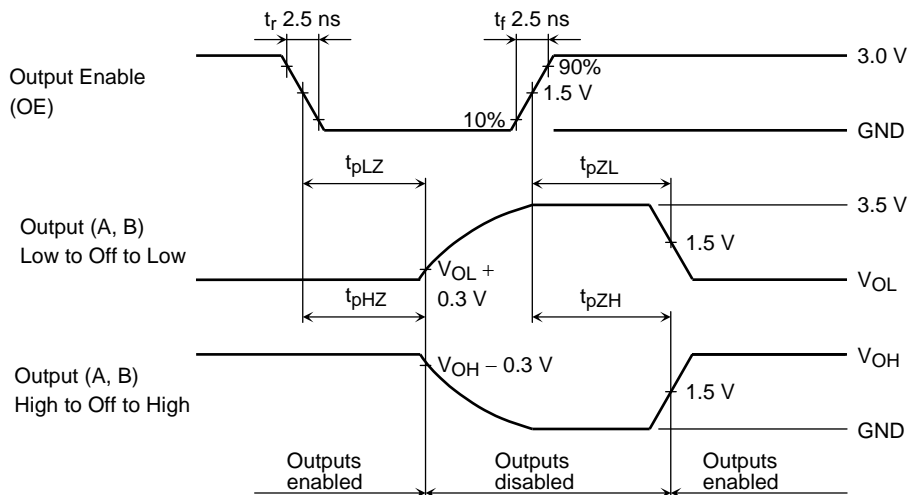 tr 2.5 ns
tf 2.5 ns
Output Enable
(OE)
90%
1.5 V
10%
3.0 V
GND
tpLZ
tpZL
Output (A, B)
Low to Off to Low
3.5 V
1.5 V
VOL +
0.3 V
VOL
tpHZ
tpZH
Output (A, B)
High to Off to High
VOH – 0.3 V
VOH
1.5 V
GND
Outputs
enabled
Outputs
disabled
Outputs
enabled